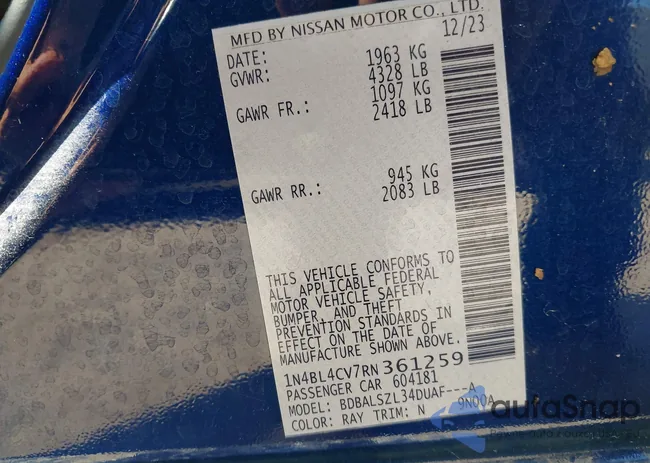 MFD BY NISSAN MOTOR CO., LTD.
DATE: 12/23
GVWR: 1963 KG
4328 LB
GAWR FR.: 1097 KG
2418 LB
GAWR RR.: 945 KG
2083 LB
THIS VEHICLE CONFORMS TO
ALL APPLICABLE FEDERAL
MOTOR VEHICLE SAFETY,
BUMPER, AND THEFT
PREVENTION STANDARDS IN
EFFECT ON THE DATE OF
MANUFACTURE SHOWN ABOVE.
1N4BL4CV7RN361259
PASSENGER CAR 604181
MODEL: BDBALSZL34DUAF---A
COLOR: RAY TRIM: N 9N00A
autaSnap